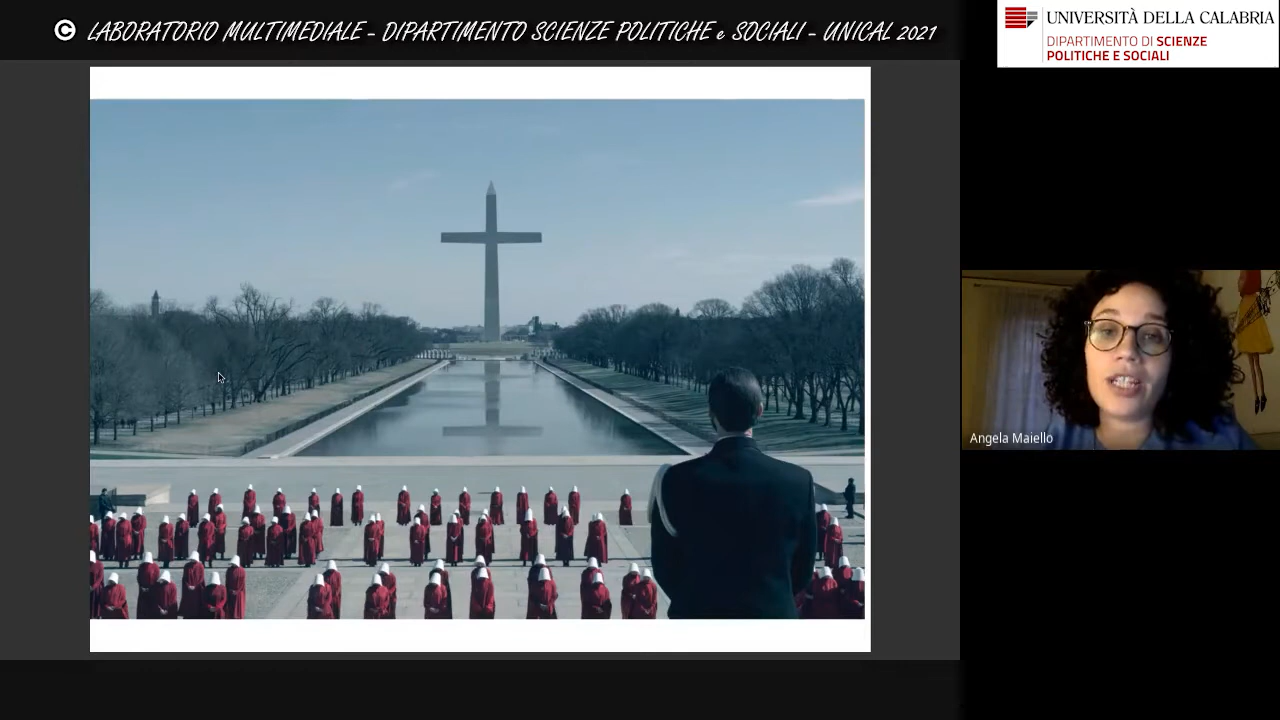 © LABORATORIO MULTIMEDIALE - DIPARTIMENTO SCIENZE POLITICHE e SOCIALI - UNICAL 2021
UNIVERSITÀ DELLA CALABRIA
DIPARTIMENTO DI SCIENZE
POLITICHE E SOCIALI
Angela Maiello